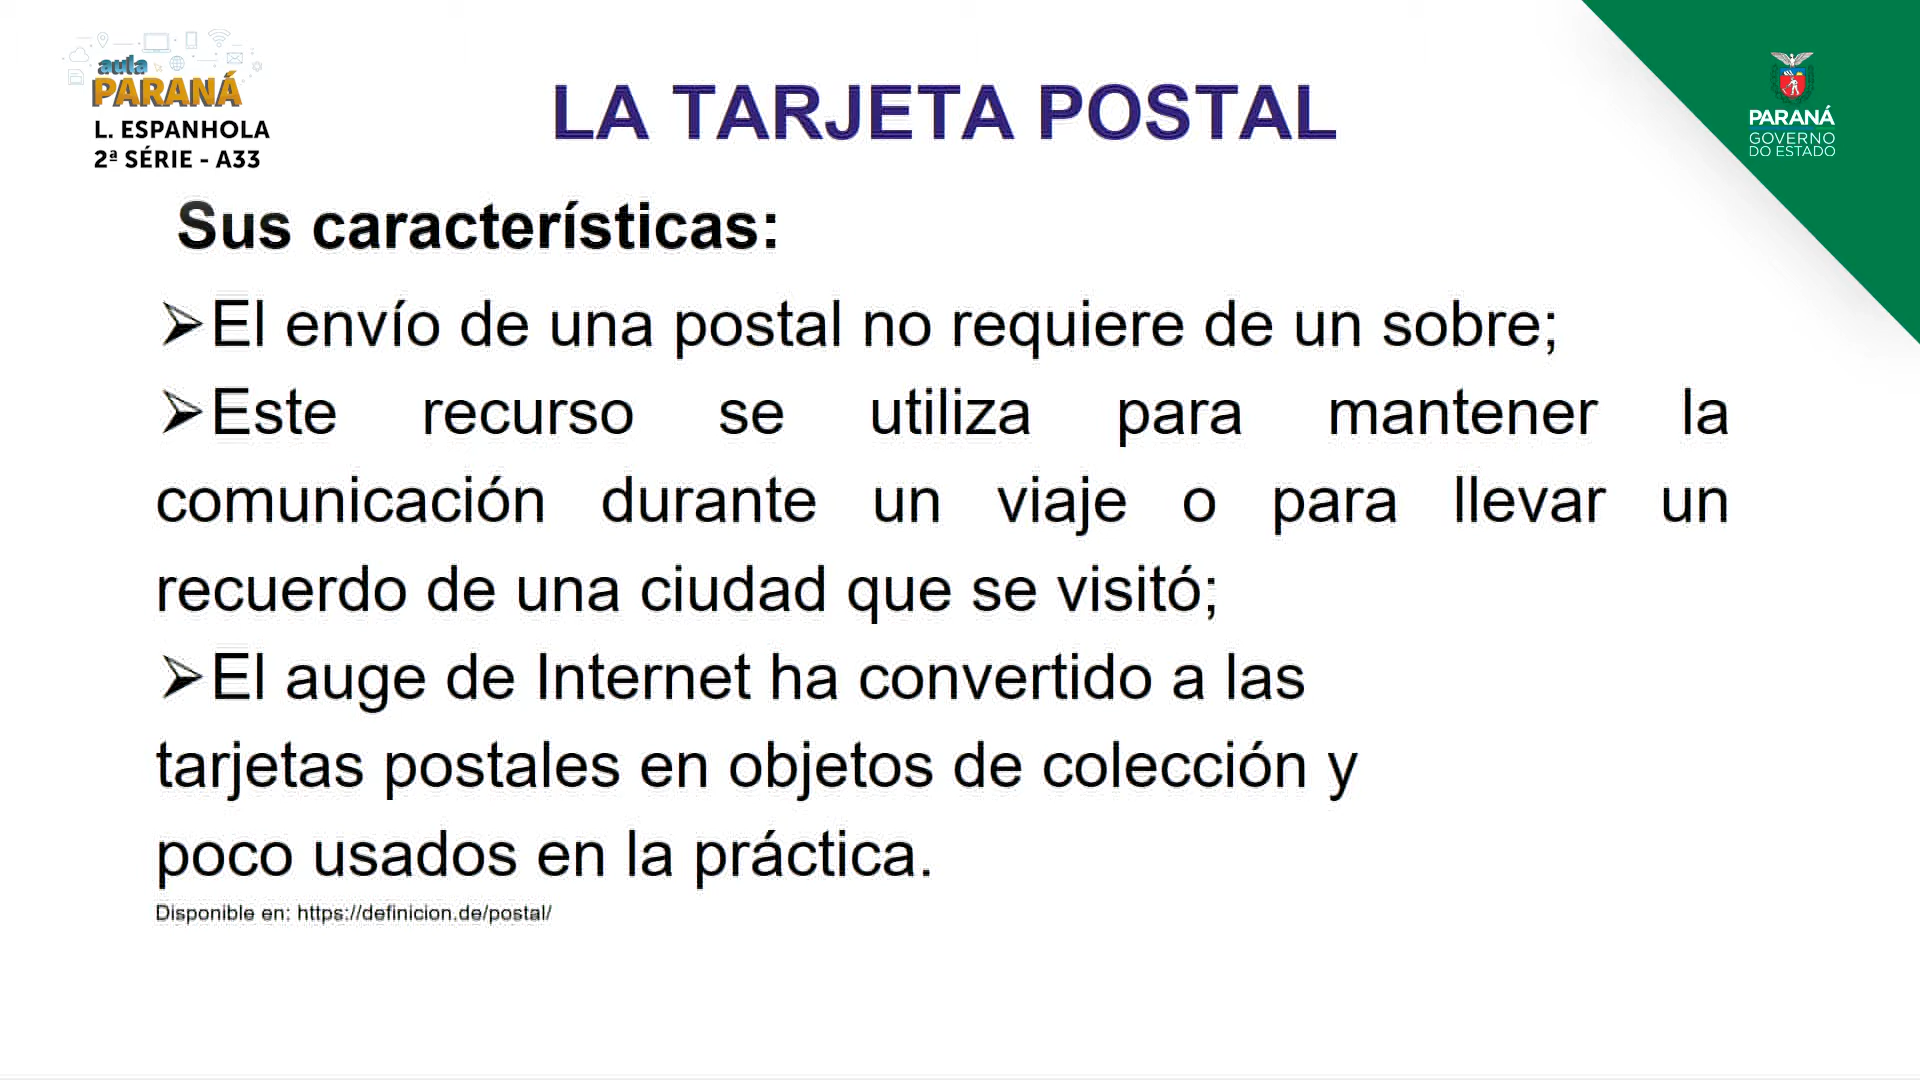 aula
PARANÁ
L. ESPANHOLA
2ª SÉRIE - A33
LA TARJETA POSTAL
PARANÁ
GOVERNO
DO ESTADO
Sus características:
➢El envío de una postal no requiere de un sobre;
➢Este recurso se utiliza para mantener la
comunicación durante un viaje o para llevar un
recuerdo de una ciudad que se visitó;
➢El auge de Internet ha convertido a las
tarjetas postales en objetos de colección y
poco usados en la práctica.
Disponible en: https://definicion.de/postal/